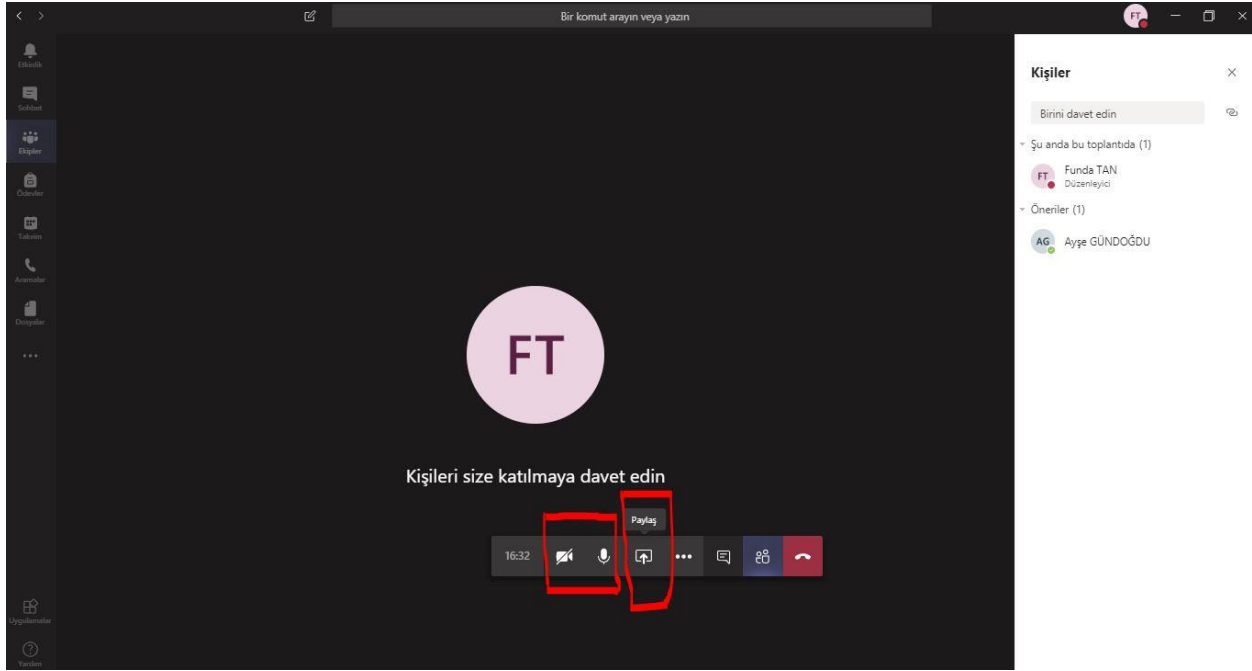 Bir komut arayın veya yazın
FT
Etkinlik
Sohbet
Ekipler
Ödevler
Takvim
Aramalar
Dosyalar
Uygulamalar
Yardım
FT
Kişileri size katılmaya davet edin
Paylaş
16:32
Kişiler
Birini davet edin
Şu anda bu toplantıda (1)
FT
Funda TAN
Düzenleyici
Öneriler (1)
AG
Ayşe GÜNDOĞDU